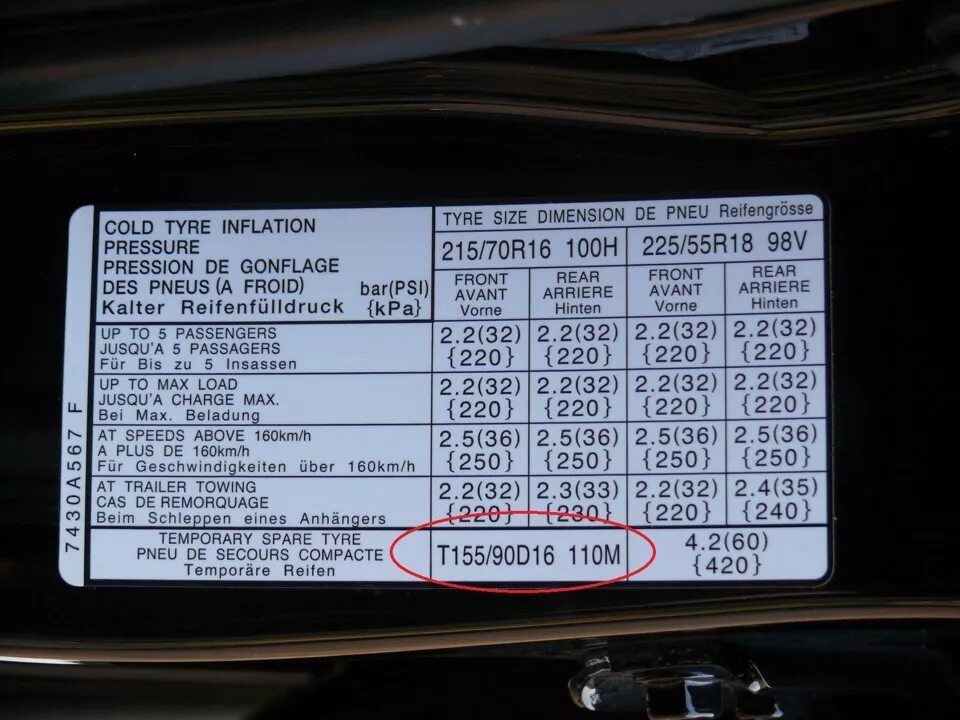 COLD TYRE INFLATION
PRESSURE
PRESSION DE GONFLAGE
DES PNEUS (A FROID) bar(PSI)
Kalter Reifenfülldruck {kPa}
TYRE SIZE DIMENSION DE PNEU Reifengrösse
215/70R16 100H 225/55R18 98V
FRONT REAR FRONT REAR
AVANT ARRIERE AVANT ARRIERE
Vorne Hinten Vorne Hinten
UP TO 5 PASSENGERS
JUSQU'A 5 PASSAGERS
Für Bis zu 5 Insassen
2.2(32) 2.2(32) 2.2(32) 2.2(32)
{220} {220} {220} {220}
UP TO MAX LOAD
JUSQU'A CHARGE MAX.
Bei Max. Beladung
2.2(32) 2.2(32) 2.2(32) 2.2(32)
{220} {220} {220} {220}
AT SPEEDS ABOVE 160km/h
A PLUS DE 160km/h
Für Geschwindigkeiten über 160km/h
2.5(36) 2.5(36) 2.5(36) 2.5(36)
{250} {250} {250} {250}
AT TRAILER TOWING
CAS DE REMORQUAGE
Beim Schleppen eines Anhängers
2.2(32) 2.3(33) 2.2(32) 2.4(35)
{220} {230} {220} {240}
TEMPORARY SPARE TYRE
PNEU DE SECOURS COMPACTE
Temporäre Reifen
T155/90D16 110M
4.2(60)
{420}
7430A567 F